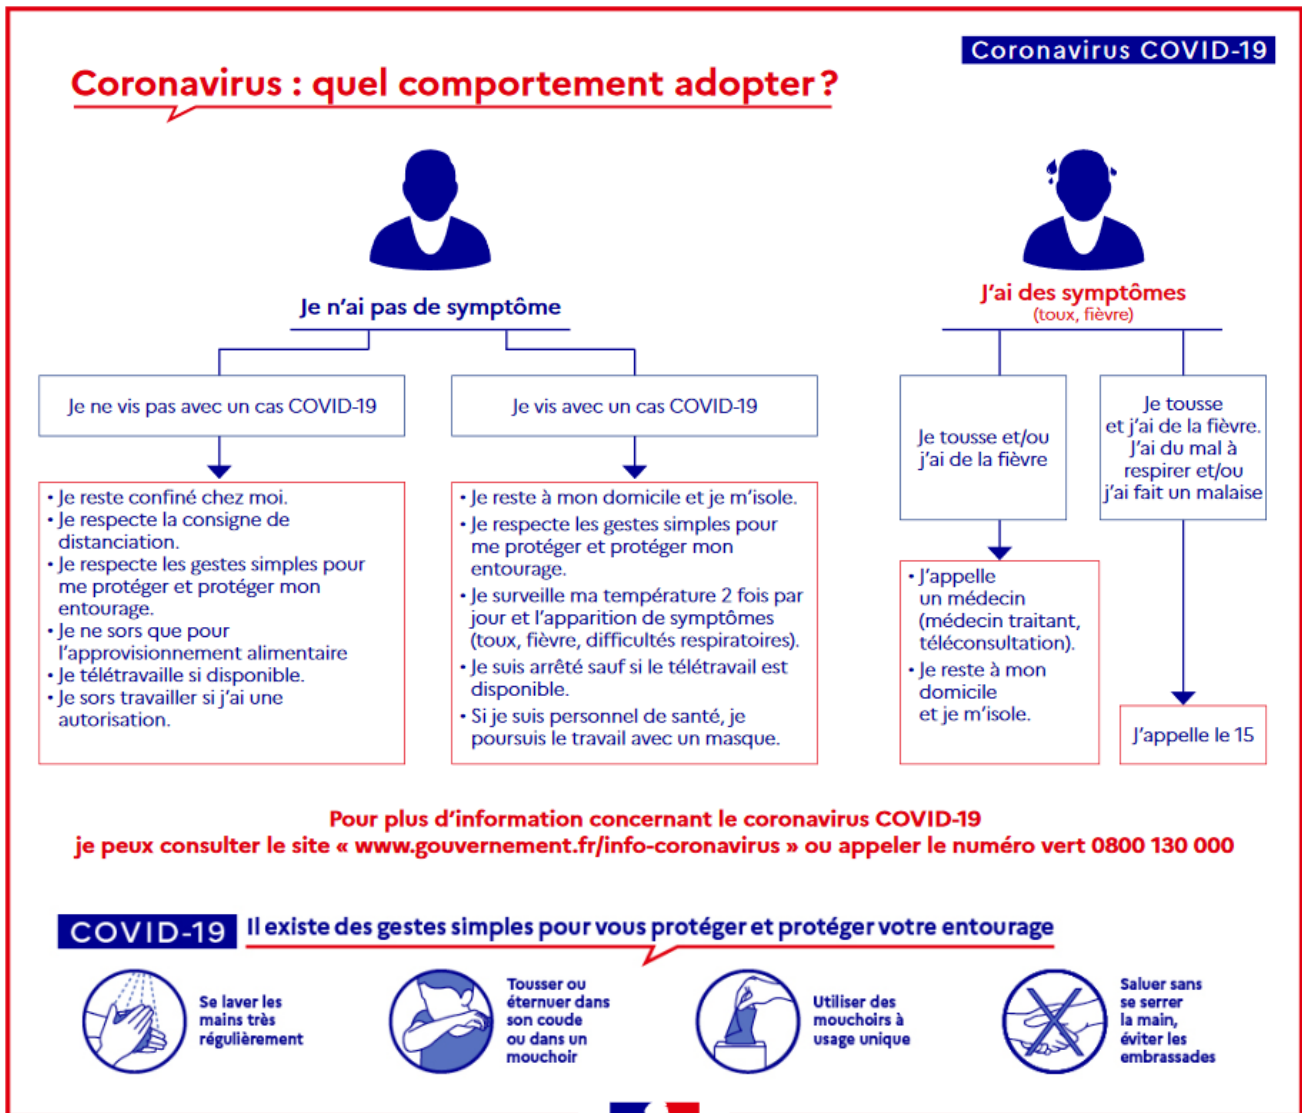 Coronavirus COVID-19
Coronavirus : quel comportement adopter ?
Je n'ai pas de symptôme
Je ne vis pas avec un cas COVID-19
• Je reste confiné chez moi.
• Je respecte la consigne de
distanciation.
• Je respecte les gestes simples pour
me protéger et protéger mon
entourage.
• Je ne sors que pour
l'approvisionnement alimentaire
• Je télétravaille si disponible.
• Je sors travailler si j'ai une
autorisation.
Je vis avec un cas COVID-19
• Je reste à mon domicile et je m'isole.
• Je respecte les gestes simples pour
me protéger et protéger mon
entourage.
• Je surveille ma température 2 fois par
jour et l'apparition de symptômes
(toux, fièvre, difficultés respiratoires).
• Je suis arrêté sauf si le télétravail est
disponible.
• Si je suis personnel de santé, je
poursuis le travail avec un masque.
J'ai des symptômes
(toux, fièvre)
Je tousse et/ou
j'ai de la fièvre
• J'appelle
un médecin
(médecin traitant,
téléconsultation).
• Je reste à mon
domicile
et je m'isole.
Je tousse
et j'ai de la fièvre.
J'ai du mal à
respirer et/ou
j'ai fait un malaise
J'appelle le 15
Pour plus d'information concernant le coronavirus COVID-19
je peux consulter le site « www.gouvernement.fr/info-coronavirus » ou appeler le numéro vert 0800 130 000
COVID-19 Il existe des gestes simples pour vous protéger et protéger votre entourage
Se laver les
mains très
régulièrement
Tousser ou
éternuer dans
son coude
ou dans un
mouchoir
Utiliser des
mouchoirs à
usage unique
Saluer sans
se serrer
la main,
éviter les
embrassades